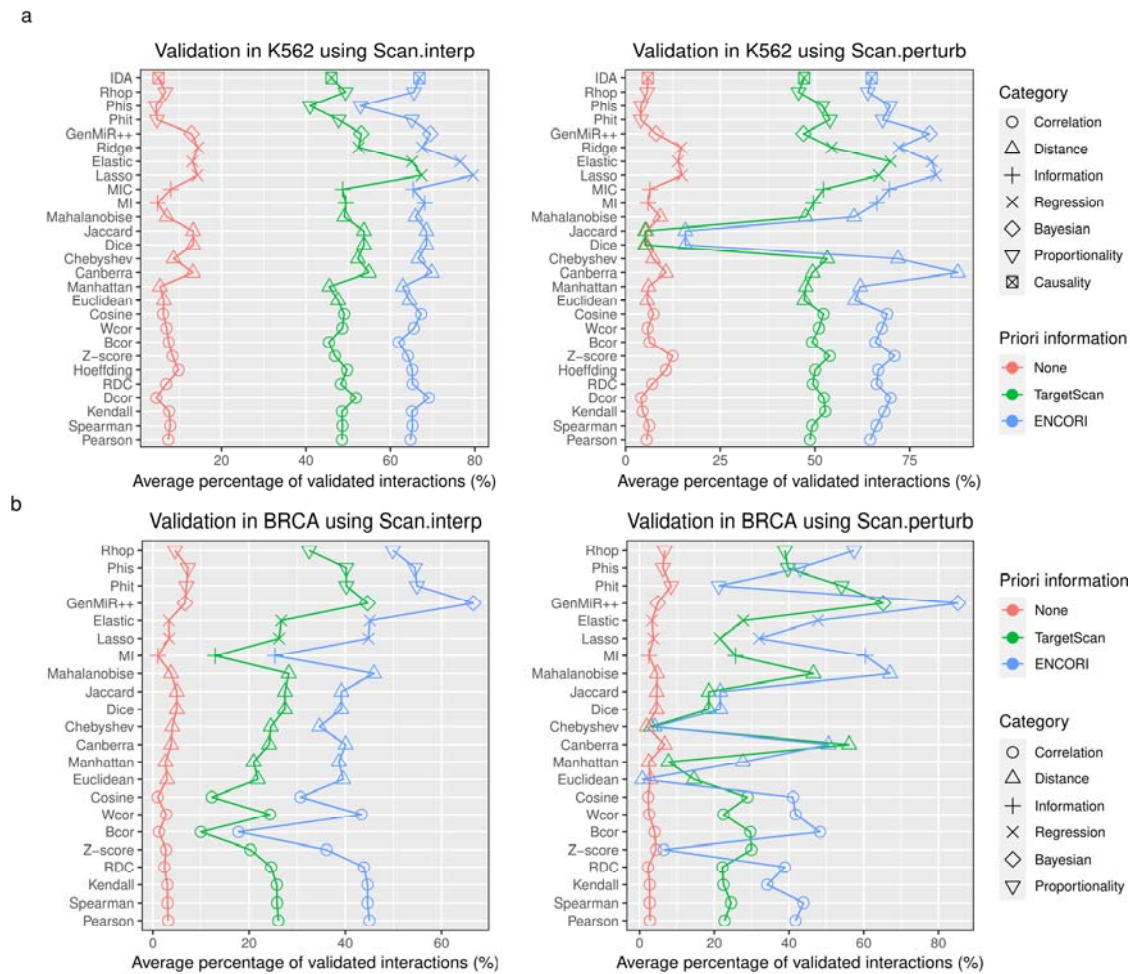 a
Validation in K562 using Scan.interp
IDA
Rhop
Phis
Phit
GenMiR++
Ridge
Elastic
Lasso
MIC
MI
Mahalanobise
Jaccard
Dice
Chebyshev
Canberra
Manhattan
Euclidean
Cosine
Wcor
Bcor
Z-score
Hoeffding
RDC
Dcor
Kendall
Spearman
Pearson
20 40 60 80
Average percentage of validated interactions (%)
Validation in K562 using Scan.perturb
IDA
Rhop
Phis
Phit
GenMiR++
Ridge
Elastic
Lasso
MIC
MI
Mahalanobise
Jaccard
Dice
Chebyshev
Canberra
Manhattan
Euclidean
Cosine
Wcor
Bcor
Z-score
Hoeffding
RDC
Dcor
Kendall
Spearman
Pearson
0 25 50 75
Average percentage of validated interactions (%)
Category
Correlation
Distance
Information
Regression
Bayesian
Proportionality
Causality
Priori information
None
TargetScan
ENCORI
b
Validation in BRCA using Scan.interp
Rhop
Phis
Phit
GenMiR++
Elastic
Lasso
MI
Mahalanobise
Jaccard
Dice
Chebyshev
Canberra
Manhattan
Euclidean
Cosine
Wcor
Bcor
Z-score
RDC
Kendall
Spearman
Pearson
0 20 40 60
Average percentage of validated interactions (%)
Validation in BRCA using Scan.perturb
Rhop
Phis
Phit
GenMiR++
Elastic
Lasso
MI
Mahalanobise
Jaccard
Dice
Chebyshev
Canberra
Manhattan
Euclidean
Cosine
Wcor
Bcor
Z-score
RDC
Kendall
Spearman
Pearson
0 20 40 60 80
Average percentage of validated interactions (%)
Priori information
None
TargetScan
ENCORI
Category
Correlation
Distance
Information
Regression
Bayesian
Proportionality